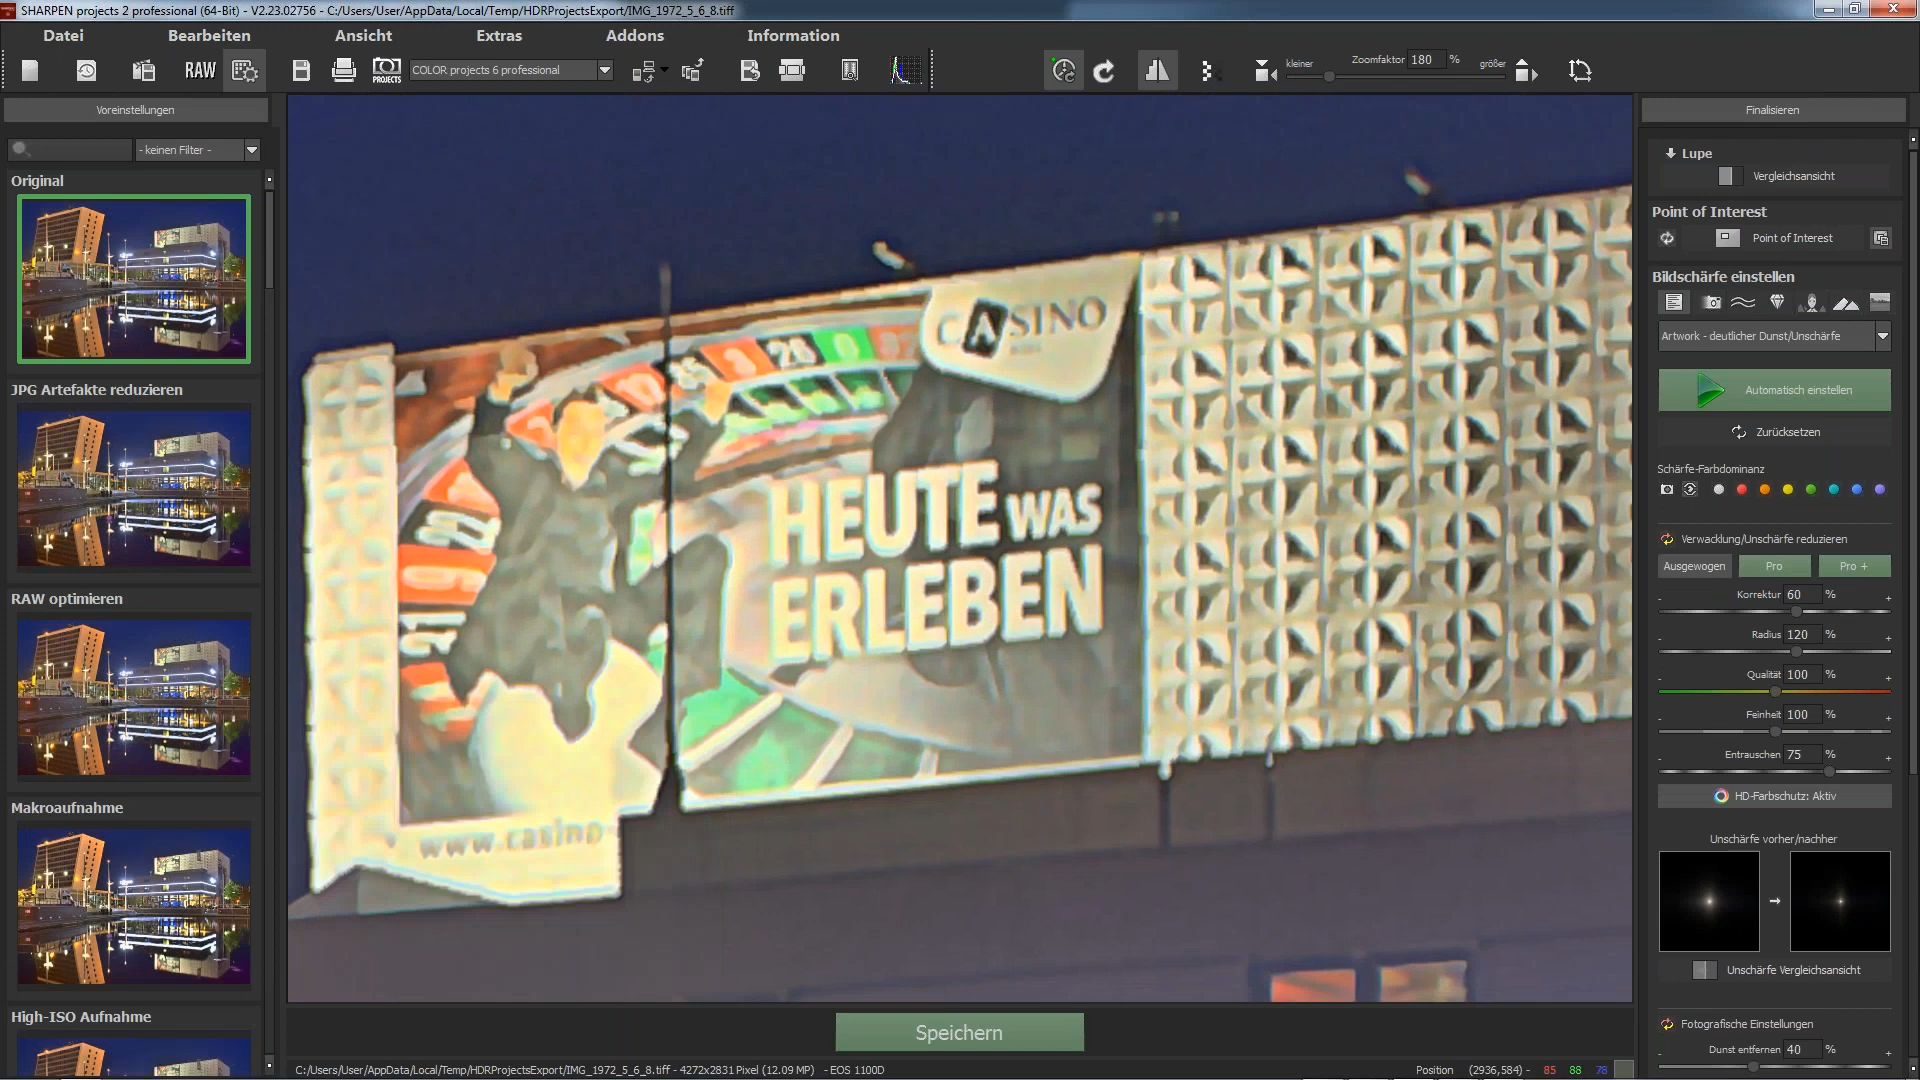 SHARPEN projects 2 professional (64-Bit) - V2.23.02756 - C:/Users/User/AppData/Local/Temp/HDRProjectsExport/IMG_1972_5_6_8.tiff
Datei Bearbeiten Ansicht Extras Addons Information
RAW
PROJECTS
COLOR projects 6 professional
kleiner
Zoomfaktor 180 %
größer
Voreinstellungen
- keinen Filter -
Original
JPG Artefakte reduzieren
RAW optimieren
Makroaufnahme
High-ISO Aufnahme
CASINO
HEUTE WAS
ERLEBEN
www.casino
Speichern
C:/Users/User/AppData/Local/Temp/HDRProjectsExport/IMG_1972_5_6_8.tiff - 4272x2831 Pixel (12.09 MP) - EOS 1100D
Position (2936,584) - 85 88 78
Finalisieren
Lupe
Vergleichsansicht
Point of Interest
Point of Interest
Bildschärfe einstellen
Artwork - deutlicher Dunst/Unschärfe
Automatisch einstellen
Zurücksetzen
Schärfe-Farbdominanz
Verwacklung/Unschärfe reduzieren
Ausgewogen Pro Pro +
Korrektur 60 %
Radius 120 %
Qualität 100 %
Feinheit 100 %
Entrauschen 75 %
HD-Farbschutz: Aktiv
Unschärfe vorher/nachher
Unschärfe Vergleichsansicht
Fotografische Einstellungen
Dunst entfernen 40 %